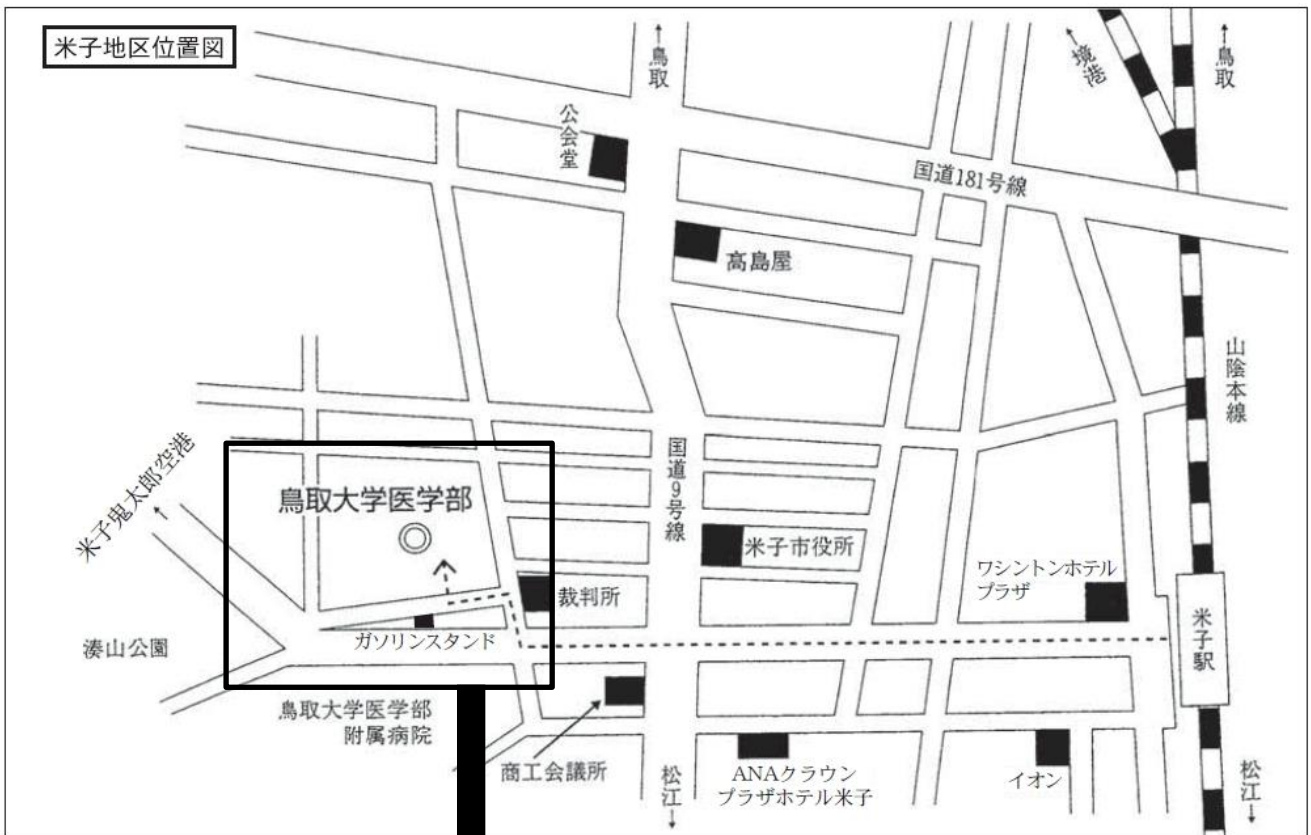 米子地区位置図
↑鳥取
↑境港
↑鳥取
公会堂
国道181号線
髙島屋
山陰本線
米子鬼太郎空港
↑
国道9号線
鳥取大学医学部
米子市役所
ワシントンホテル
プラザ
裁判所
ガソリンスタンド
湊山公園
米子駅
鳥取大学医学部
附属病院
商工会議所
松江↓
ANAクラウン
プラザホテル米子
イオン
松江↓